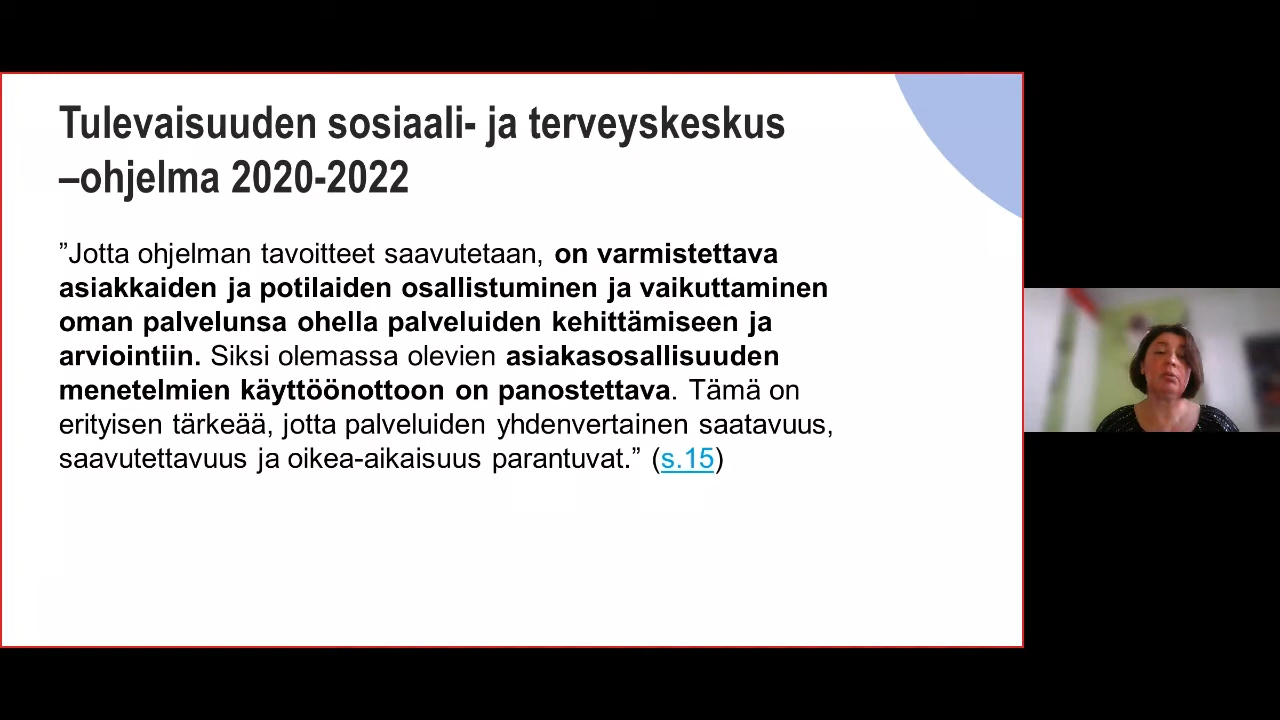 Tulevaisuuden sosiaali- ja terveyskeskus
–ohjelma 2020-2022
”Jotta ohjelman tavoitteet saavutetaan, on varmistettava
asiakkaiden ja potilaiden osallistuminen ja vaikuttaminen
oman palvelunsa ohella palveluiden kehittämiseen ja
arviointiin. Siksi olemassa olevien asiakasosallisuuden
menetelmien käyttöönottoon on panostettava. Tämä on
erityisen tärkeää, jotta palveluiden yhdenvertainen saatavuus,
saavutettavuus ja oikea-aikaisuus parantuvat.” (s.15)